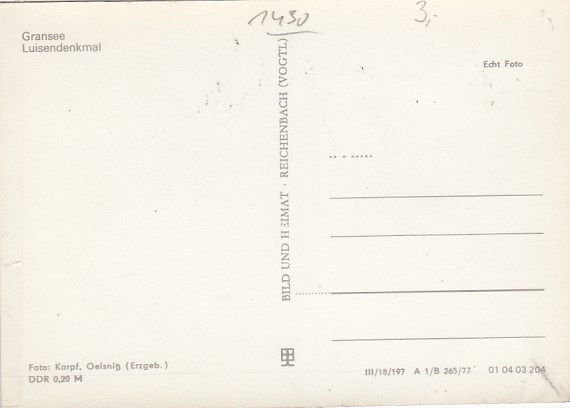 1430
3,-
Gransee
Luisendenkmal
Echt Foto
BILD UND HEIMAT · REICHENBACH (VOGTL)
Foto: Karpf, Oelsnitz (Erzgeb.)
DDR 0,20 M
III/18/197 A 1/B 265/77 01 04 03 204